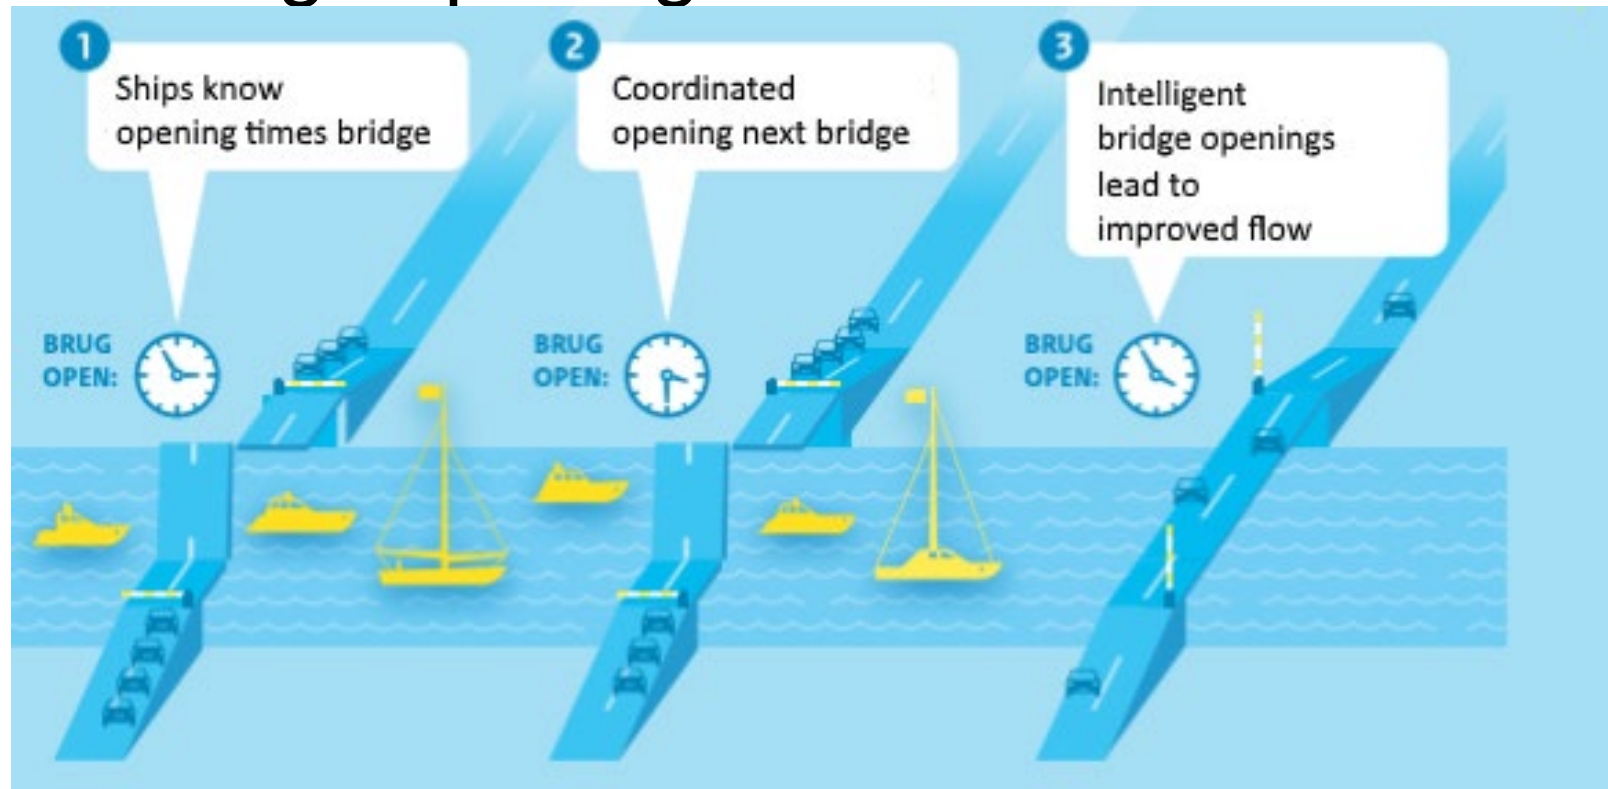 1
Ships know
opening times bridge
2
Coordinated
opening next bridge
3
Intelligent
bridge openings
lead to
improved flow
BRUG
OPEN:
BRUG
OPEN:
BRUG
OPEN: